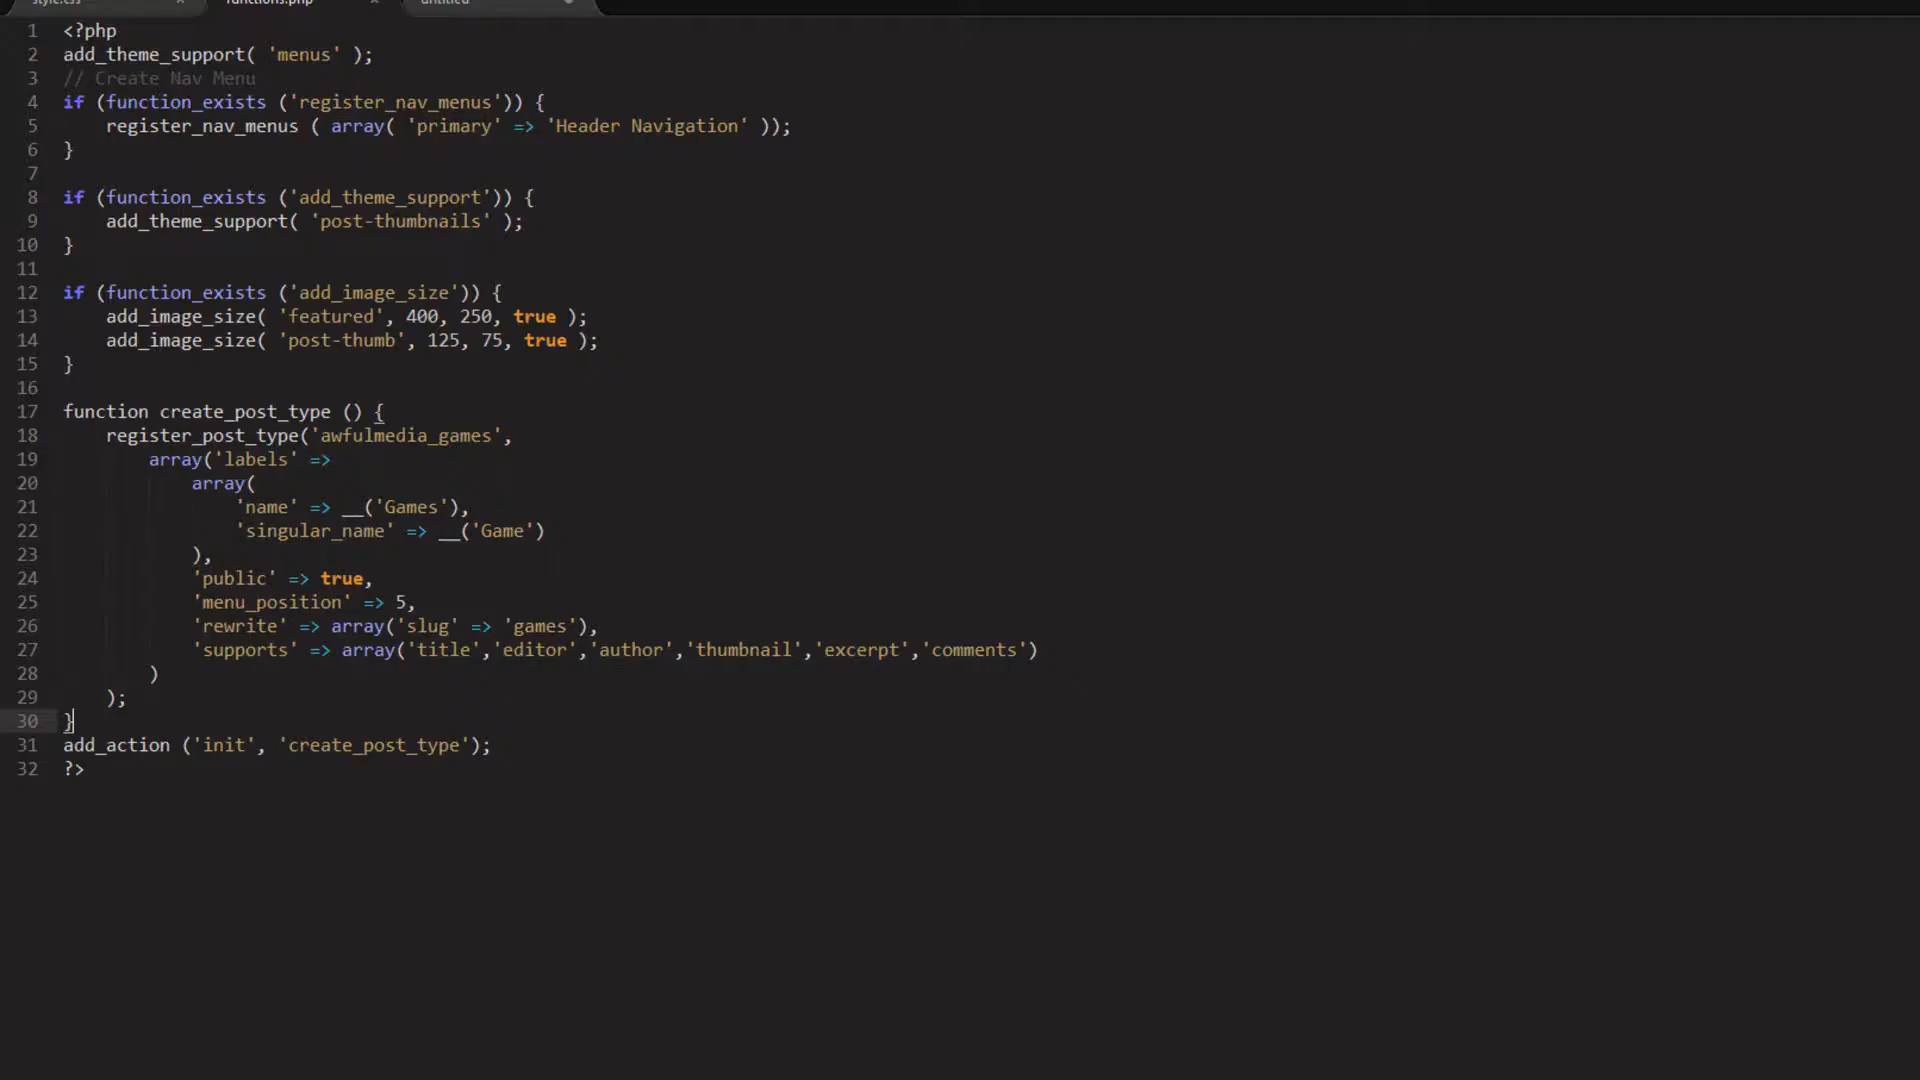 style.css × functions.php × untitled
1 <?php
2 add_theme_support( 'menus' );
3 // Create Nav Menu
4 if (function_exists ('register_nav_menus')) {
5 register_nav_menus ( array( 'primary' => 'Header Navigation' ));
6 }
7
8 if (function_exists ('add_theme_support')) {
9 add_theme_support( 'post-thumbnails' );
10 }
11
12 if (function_exists ('add_image_size')) {
13 add_image_size( 'featured', 400, 250, true );
14 add_image_size( 'post-thumb', 125, 75, true );
15 }
16
17 function create_post_type () {
18 register_post_type('awfulmedia_games',
19 array('labels' =>
20 array(
21 'name' => __('Games'),
22 'singular_name' => __('Game')
23 ),
24 'public' => true,
25 'menu_position' => 5,
26 'rewrite' => array('slug' => 'games'),
27 'supports' => array('title','editor','author','thumbnail','excerpt','comments')
28 )
29 );
30 }
31 add_action ('init', 'create_post_type');
32 ?>